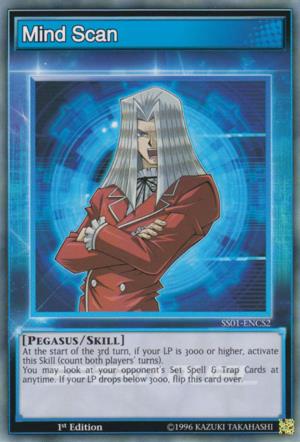 Mind Scan
SS01-ENCS2
[PEGASUS/SKILL]
At the start of the 3rd turn, if your LP is 3000 or higher, activate
this Skill (count both players' turns).
You may look at your opponent's Set Spell & Trap Cards at
anytime. If your LP drops below 3000, flip this card over.
1st Edition
©1996 KAZUKI TAKAHASHI